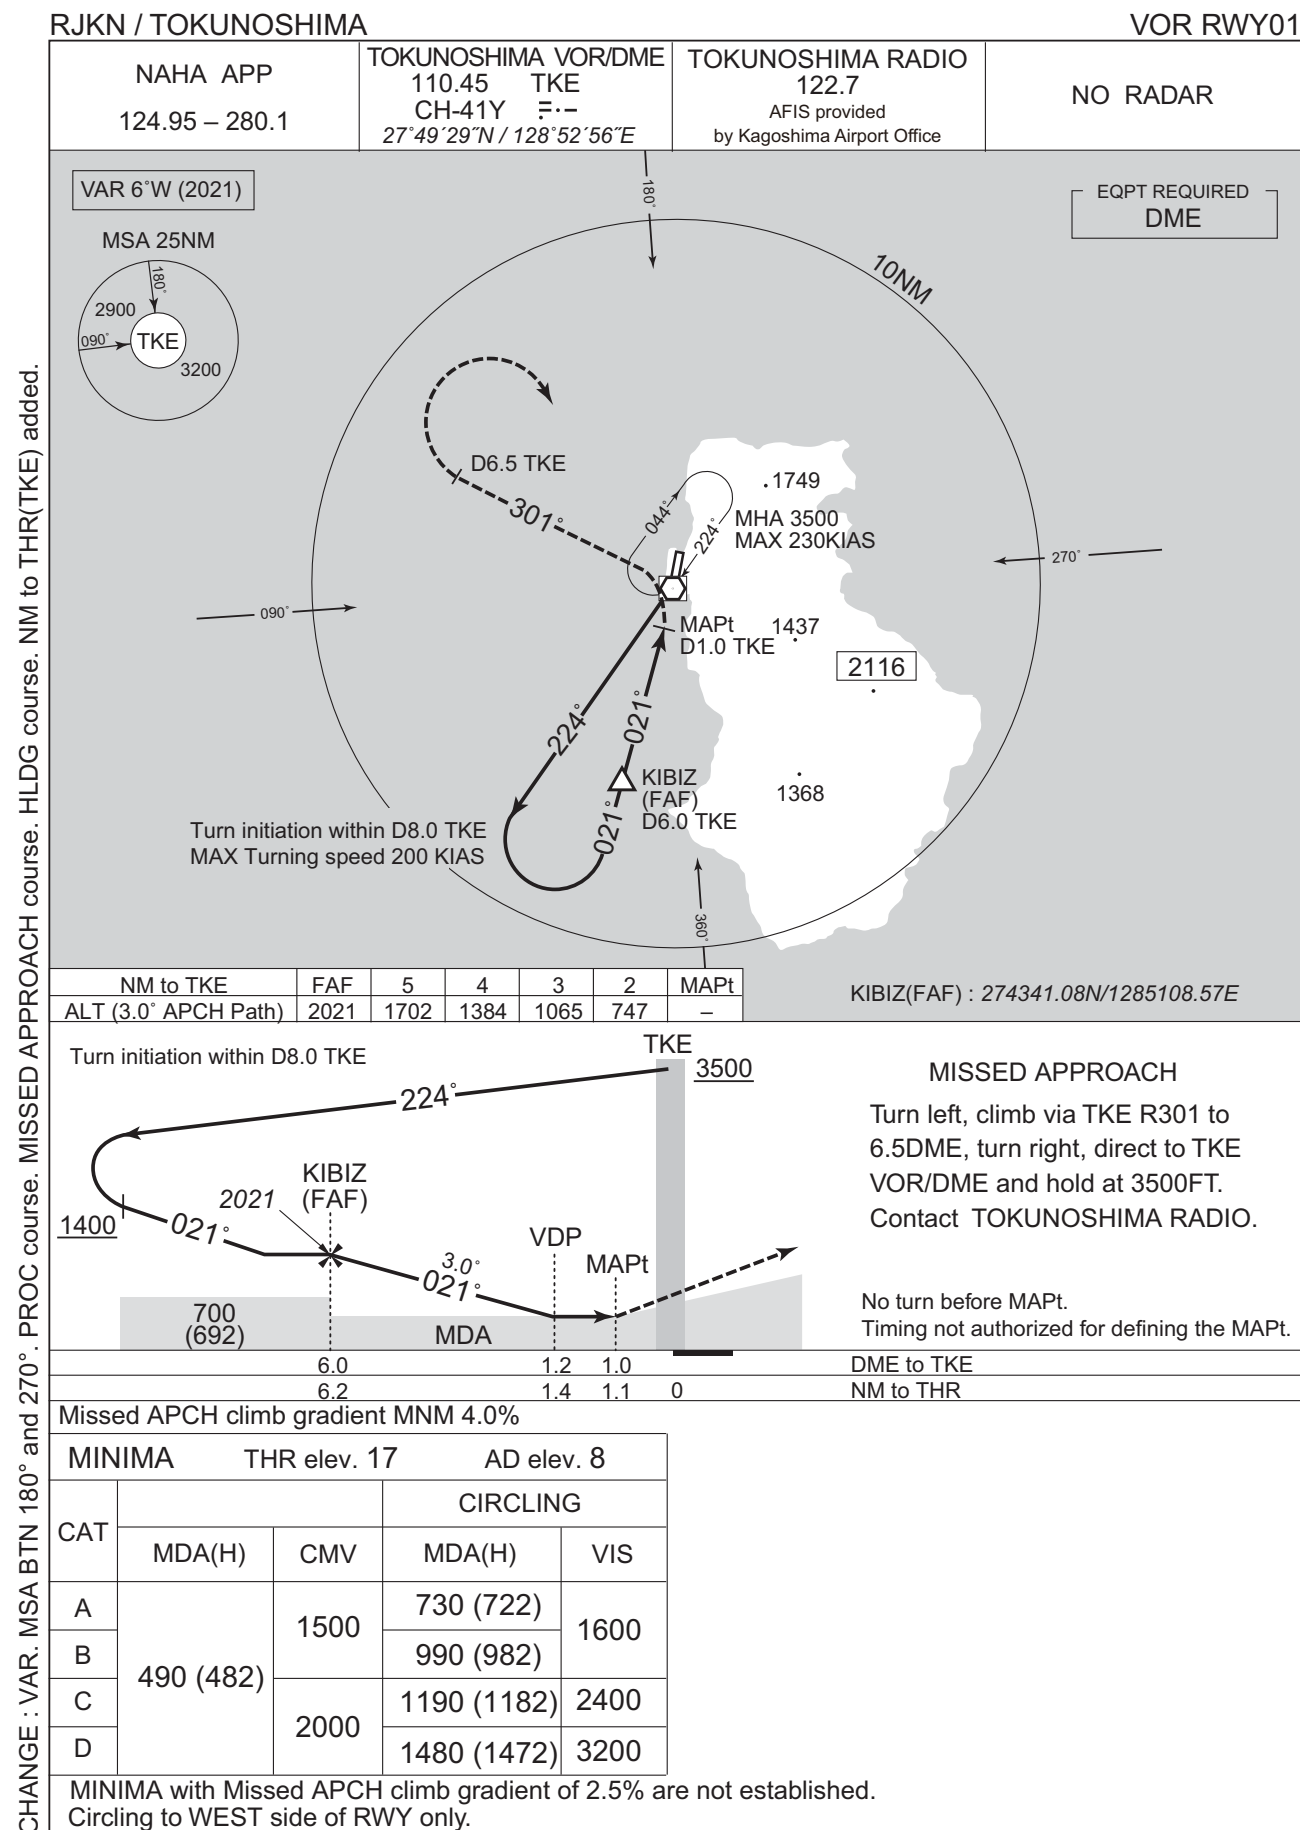 RJKN / TOKUNOSHIMA
VOR RWY01
NAHA APP
124.95 – 280.1
TOKUNOSHIMA VOR/DME
110.45 TKE
CH-41Y
27°49´29˝N / 128°52´56˝E
TOKUNOSHIMA RADIO
122.7
AFIS provided
by Kagoshima Airport Office
NO RADAR
VAR 6°W (2021)
MSA 25NM
180°
2900
090°
TKE
3200
EQPT REQUIRED
DME
180°
10NM
D6.5 TKE
301°
044°
224°
1749
MHA 3500
MAX 230KIAS
270°
090°
MAPt
D1.0 TKE
1437
2116
224°
021°
KIBIZ
(FAF)
D6.0 TKE
1368
021°
Turn initiation within D8.0 TKE
MAX Turning speed 200 KIAS
360°
NM to TKE FAF 5 4 3 2 MAPt
ALT (3.0° APCH Path) 2021 1702 1384 1065 747 –
KIBIZ(FAF) : 274341.08N/1285108.57E
Turn initiation within D8.0 TKE
TKE
3500
224°
KIBIZ
(FAF)
2021
1400
021°
VDP
MAPt
3.0°
021°
700
(692)
MDA
MISSED APPROACH
Turn left, climb via TKE R301 to
6.5DME, turn right, direct to TKE
VOR/DME and hold at 3500FT.
Contact TOKUNOSHIMA RADIO.
No turn before MAPt.
Timing not authorized for defining the MAPt.
6.0 1.2 1.0 DME to TKE
6.2 1.4 1.1 0 NM to THR
Missed APCH climb gradient MNM 4.0%
MINIMA THR elev. 17 AD elev. 8
CAT
CIRCLING
MDA(H) CMV MDA(H) VIS
A 490 (482) 1500 730 (722) 1600
B 990 (982)
C 2000 1190 (1182) 2400
D 1480 (1472) 3200
MINIMA with Missed APCH climb gradient of 2.5% are not established.
Circling to WEST side of RWY only.
CHANGE : VAR. MSA BTN 180° and 270°. PROC course. MISSED APPROACH course. HLDG course. NM to THR(TKE) added.